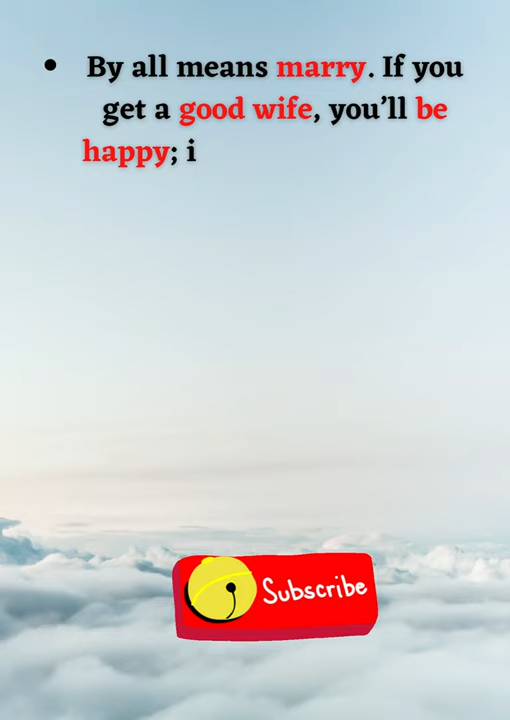 • By all means marry. If you
get a good wife, you’ll be
happy; i
Subscribe